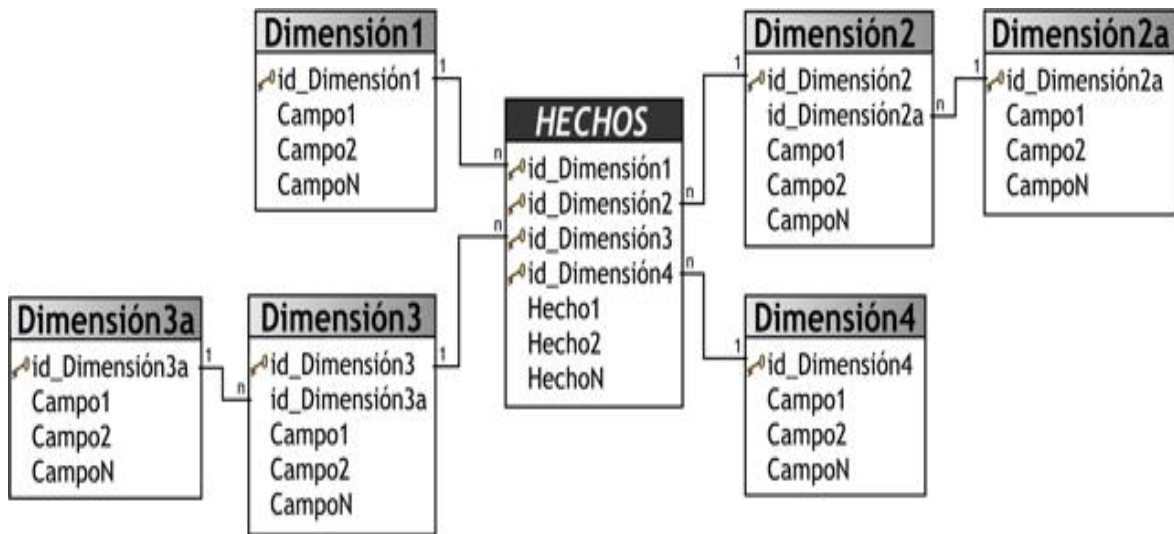 Dimensión1
id_Dimensión1
Campo1
Campo2
CampoN
1
n
HECHOS
id_Dimensión1
id_Dimensión2
id_Dimensión3
id_Dimensión4
Hecho1
Hecho2
HechoN
n
n
n
Dimensión2
1
id_Dimensión2
id_Dimensión2a
Campo1
Campo2
CampoN
n
Dimensión2a
1
id_Dimensión2a
Campo1
Campo2
CampoN
Dimensión3a
id_Dimensión3a
Campo1
Campo2
CampoN
1
n
Dimensión3
id_Dimensión3
id_Dimensión3a
Campo1
Campo2
CampoN
1
Dimensión4
1
id_Dimensión4
Campo1
Campo2
CampoN